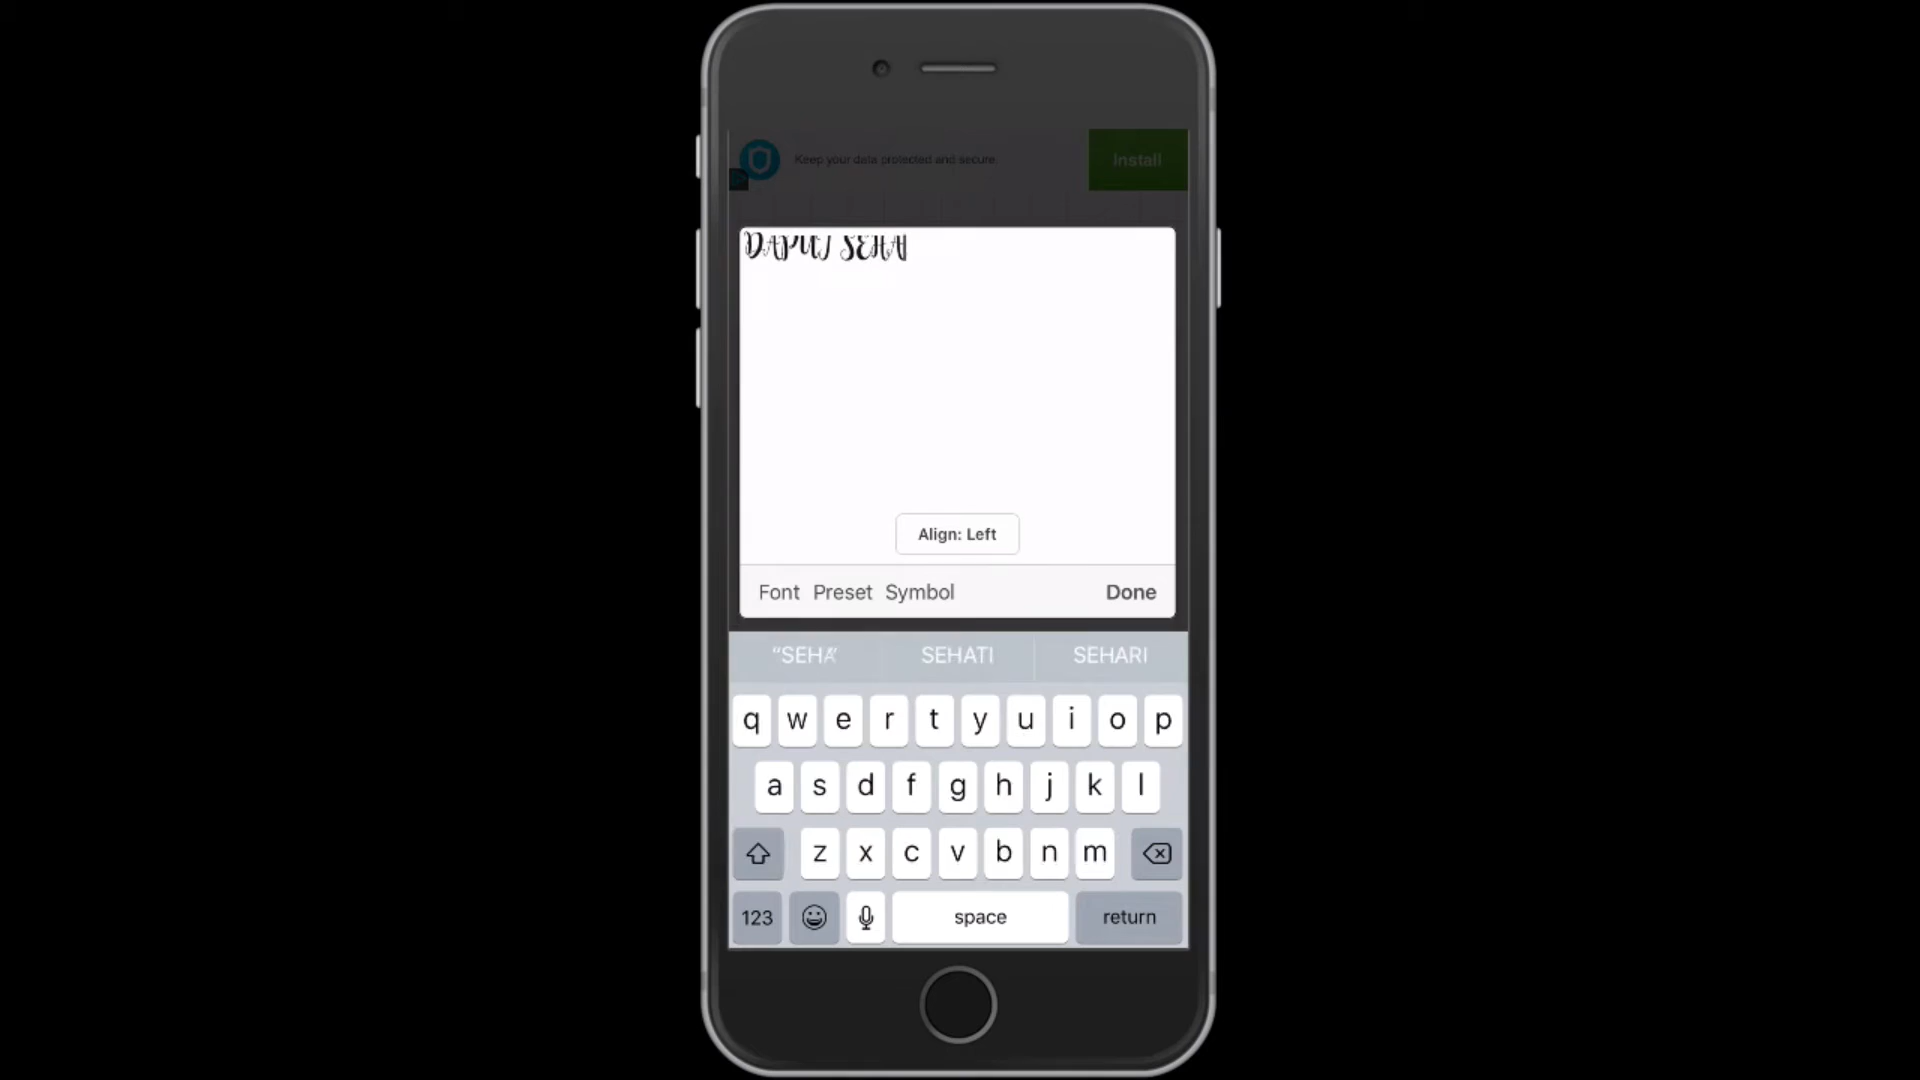 Keep your data protected and secure.
Install
DAPUR SEHA
Align: Left
Font Preset Symbol Done
“SEHA” SEHATI SEHARI
q w e r t y u i o p
a s d f g h j k l
z x c v b n m
123 space return